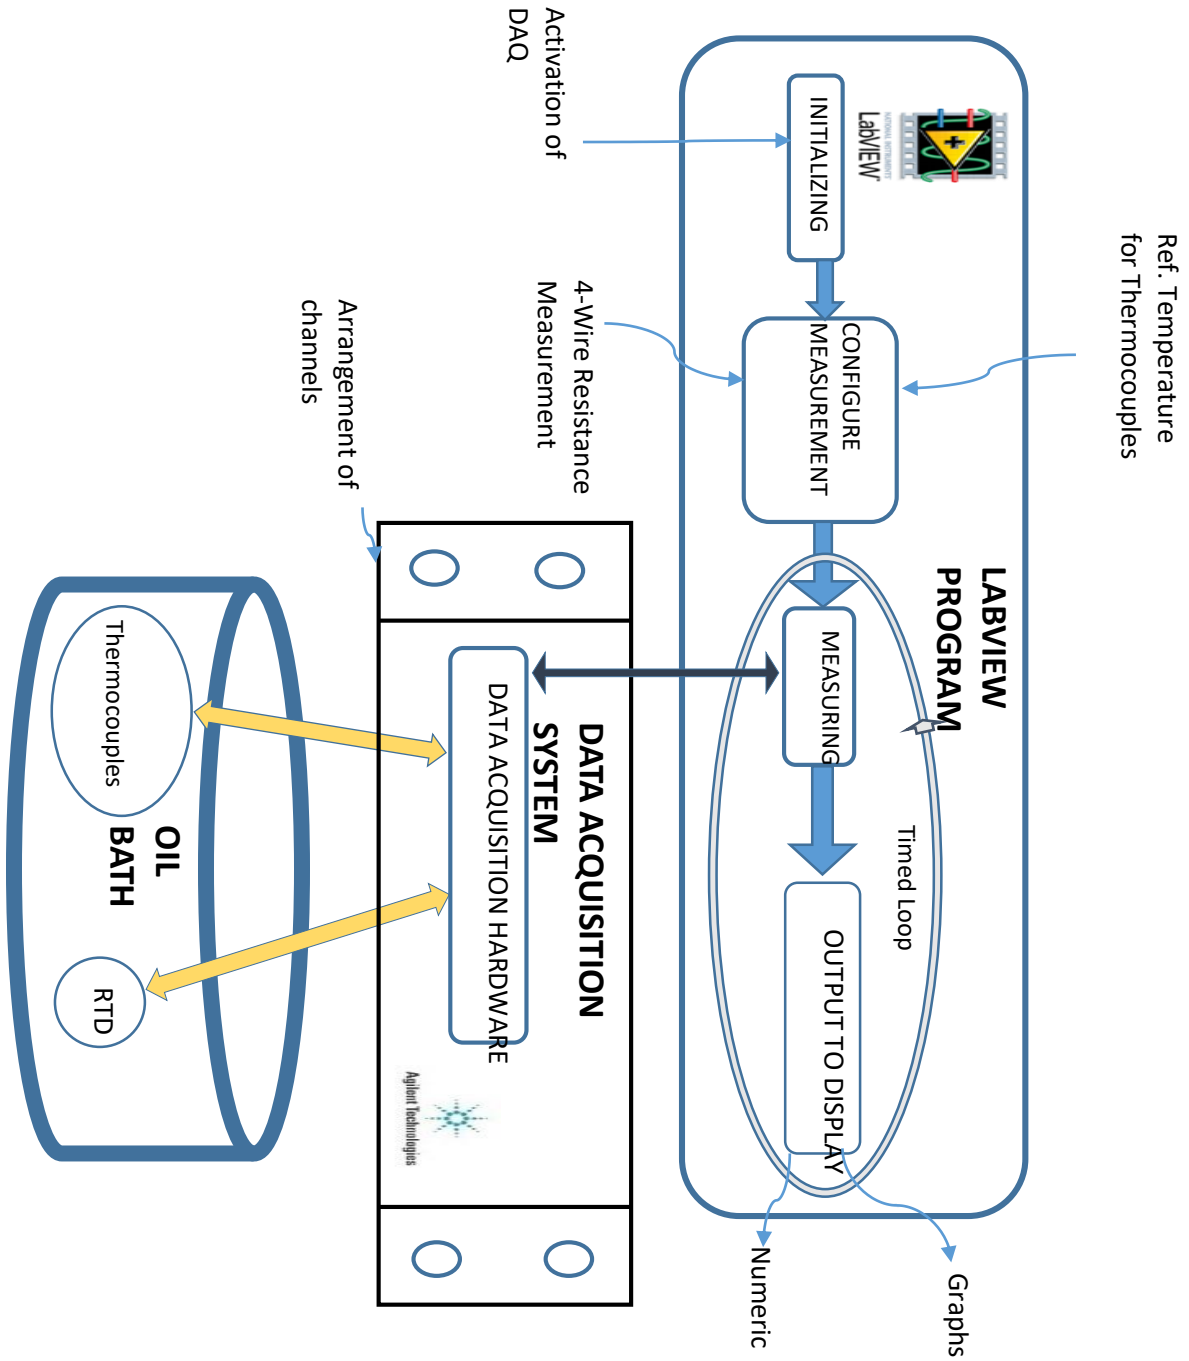 Ref. Temperature
for Thermocouples
NATIONAL INSTRUMENTS
LabVIEW
LABVIEW
PROGRAM
INITIALIZING
CONFIGURE
MEASUREMENT
MEASURING
Timed Loop
OUTPUT TO DISPLAY
Graphs
Numeric
Activation of
DAQ
4-Wire Resistance
Measurement
Arrangement of
channels
DATA ACQUISITION
SYSTEM
DATA ACQUISITION HARDWARE
Agilent Technologies
Thermocouples
OIL
BATH
RTD